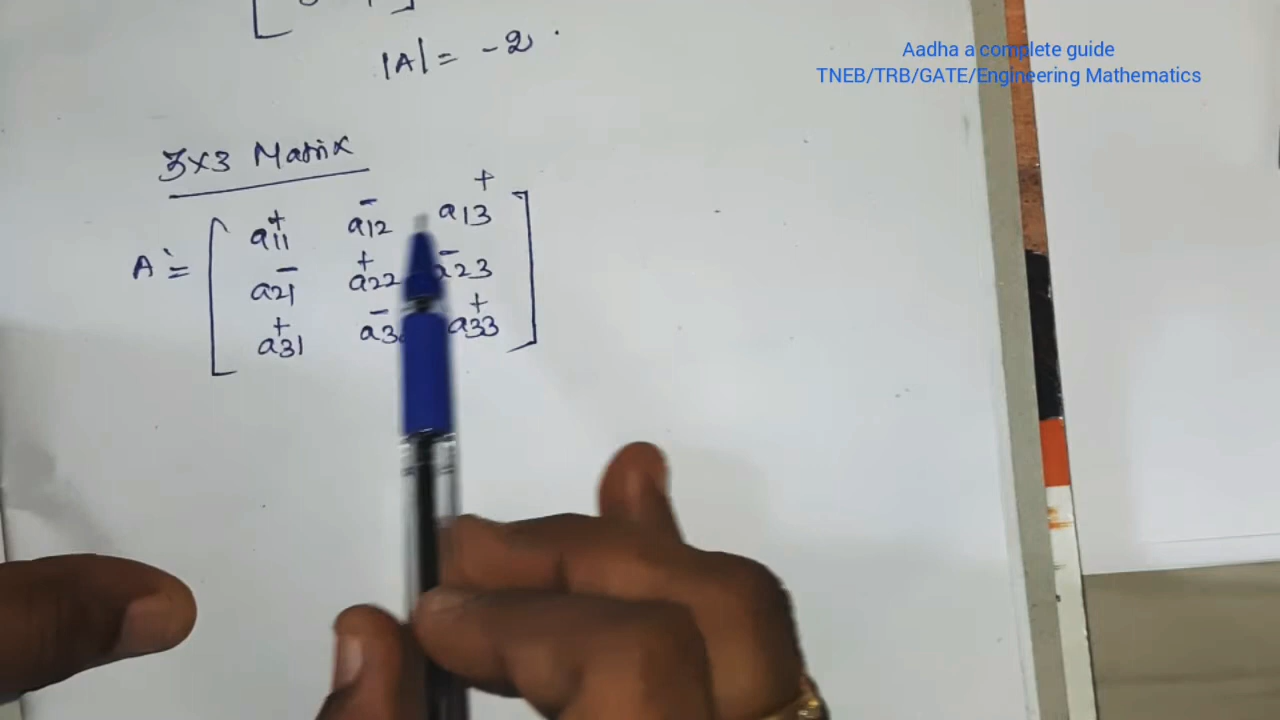 |A| = -2 .
Aadha a complete guide
TNEB/TRB/GATE/Engineering Mathematics
3x3 Matrix
+
a11 + a12 - a13
A = a21 - a22 + a23 -
a31 + a3 - a33 +